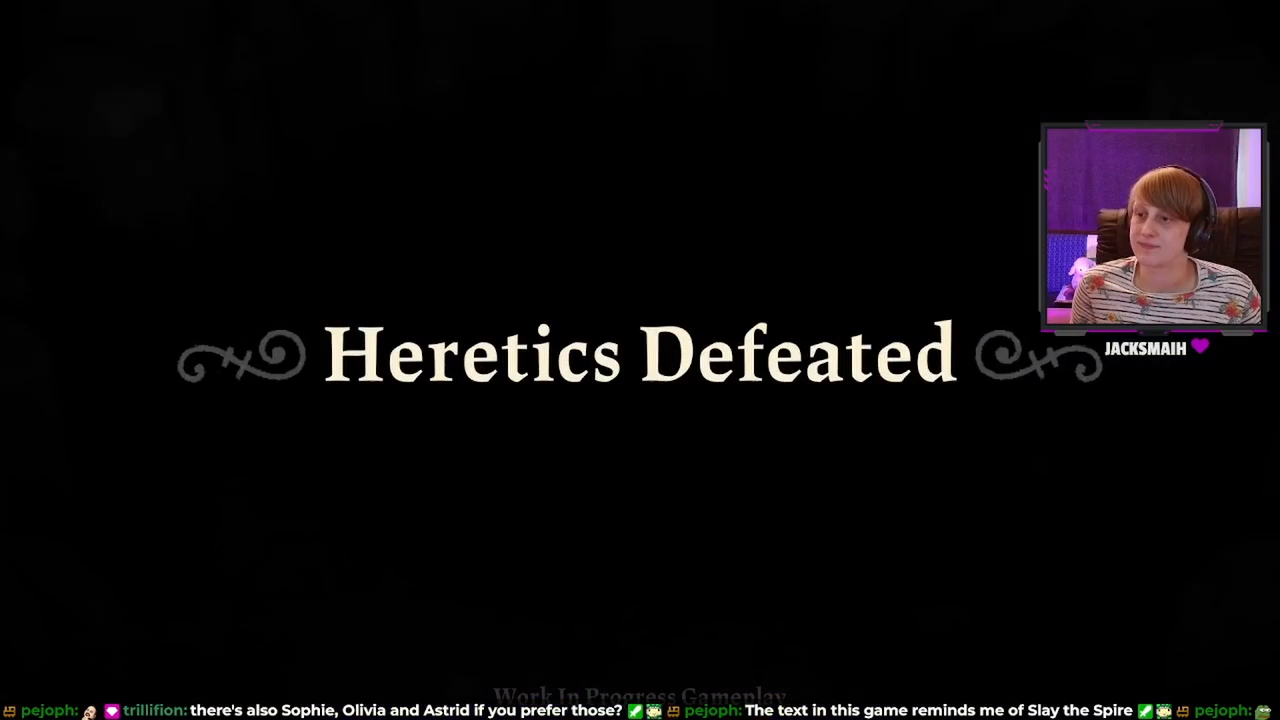 Heretics Defeated
JACKSMAIH
Work In Progress Gameplay
pejoph: trillifion: there's also Sophie, Olivia and Astrid if you prefer those? pejoph: The text in this game reminds me of Slay the Spire pejoph: